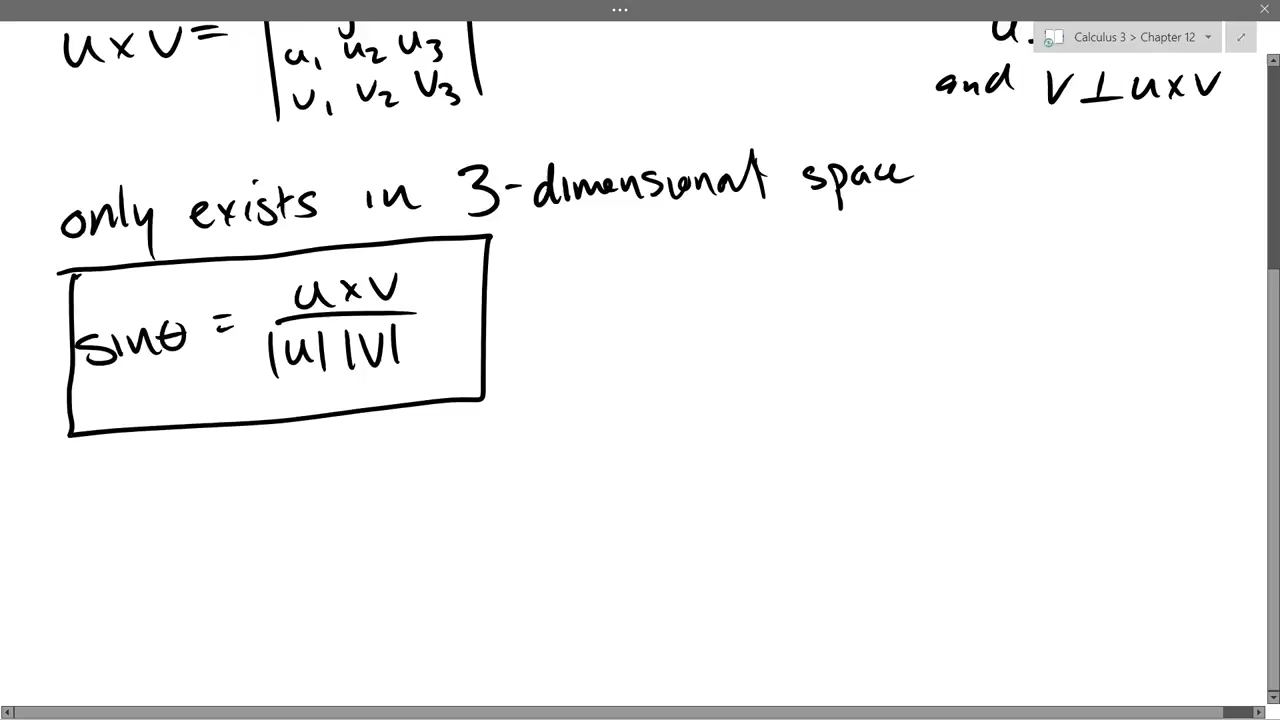 ...
Calculus 3 > Chapter 12
u x v =
u₁ u₂ u₃
v₁ v₂ v₃
u
and v ⊥ u x v
only exists in 3-dimensional space
sinθ = u x v
|u| |v|